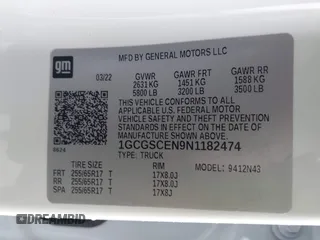 gm
MFD BY GENERAL MOTORS LLC
03/22 GVWR GAWR FRT GAWR RR
2631 KG 1451 KG 1588 KG
5800 LB 3200 LB 3500 LB
THIS VEHICLE CONFORMS TO ALL APPLICABLE U.S. FEDERAL MOTOR VEHICLE SAFETY AND THEFT PREVENTION STANDARDS IN EFFECT ON THE DATE OF MANUFACTURE SHOWN ABOVE.
1GCGSCEN9N1182474
TYPE: TRUCK
TIRE SIZE RIM MODEL: 9412N43
FRT 255/65R17 T 17X8.0J
RR 255/65R17 T 17X8.0J
SPA 255/65R17 T 17X8J